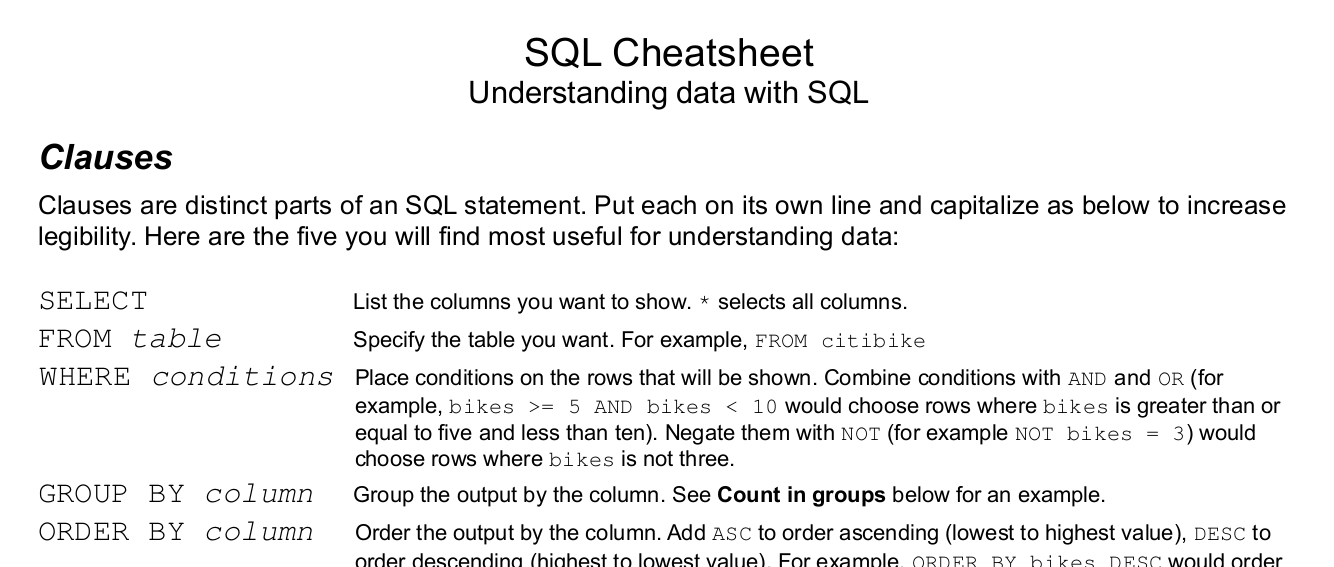 SQL Cheatsheet
Understanding data with SQL
Clauses
Clauses are distinct parts of an SQL statement. Put each on its own line and capitalize as below to increase
legibility. Here are the five you will find most useful for understanding data:
SELECT List the columns you want to show. * selects all columns.
FROM table Specify the table you want. For example, FROM citibike
WHERE conditions Place conditions on the rows that will be shown. Combine conditions with AND and OR (for
example, bikes >= 5 AND bikes < 10 would choose rows where bikes is greater than or
equal to five and less than ten). Negate them with NOT (for example NOT bikes = 3) would
choose rows where bikes is not three.
GROUP BY column Group the output by the column. See Count in groups below for an example.
ORDER BY column Order the output by the column. Add ASC to order ascending (lowest to highest value), DESC to
order descending (highest to lowest value). For example, ORDER BY bikes DESC would order